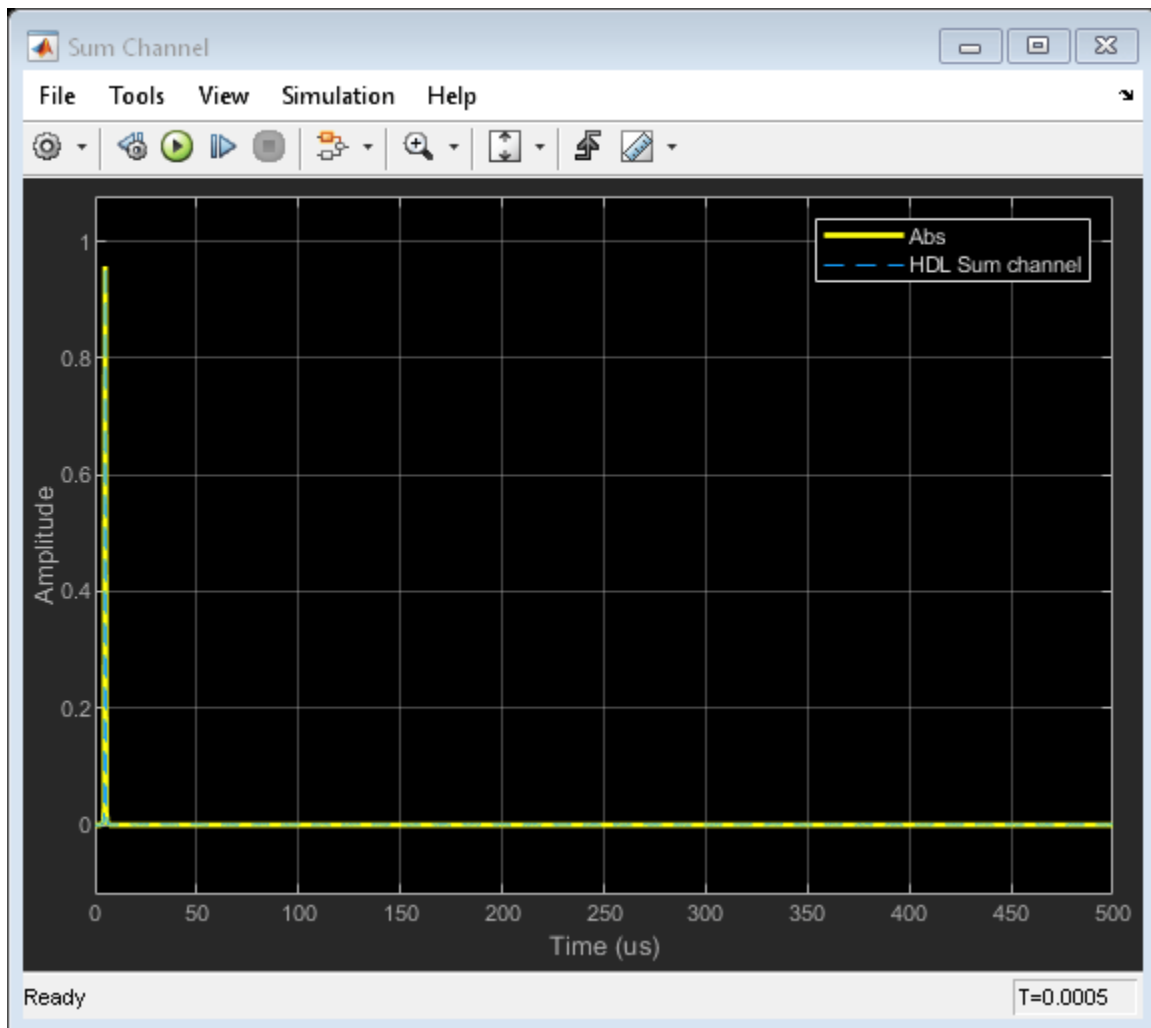 Sum Channel
File Tools View Simulation Help
Abs
HDL Sum channel
1
0.8
0.6
0.4
0.2
0
Amplitude
0 50 100 150 200 250 300 350 400 450 500
Time (us)
Ready T=0.0005